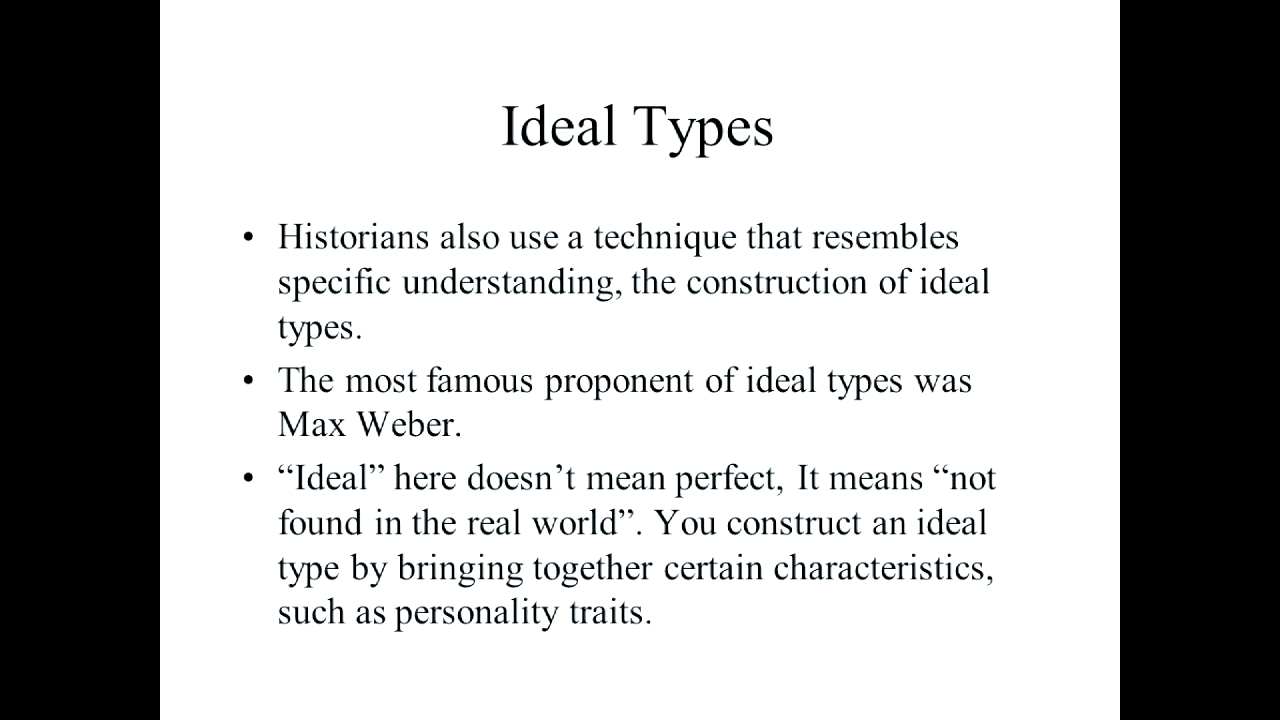 Ideal Types
• Historians also use a technique that resembles
specific understanding, the construction of ideal
types.
• The most famous proponent of ideal types was
Max Weber.
• “Ideal” here doesn’t mean perfect, It means “not
found in the real world”. You construct an ideal
type by bringing together certain characteristics,
such as personality traits.